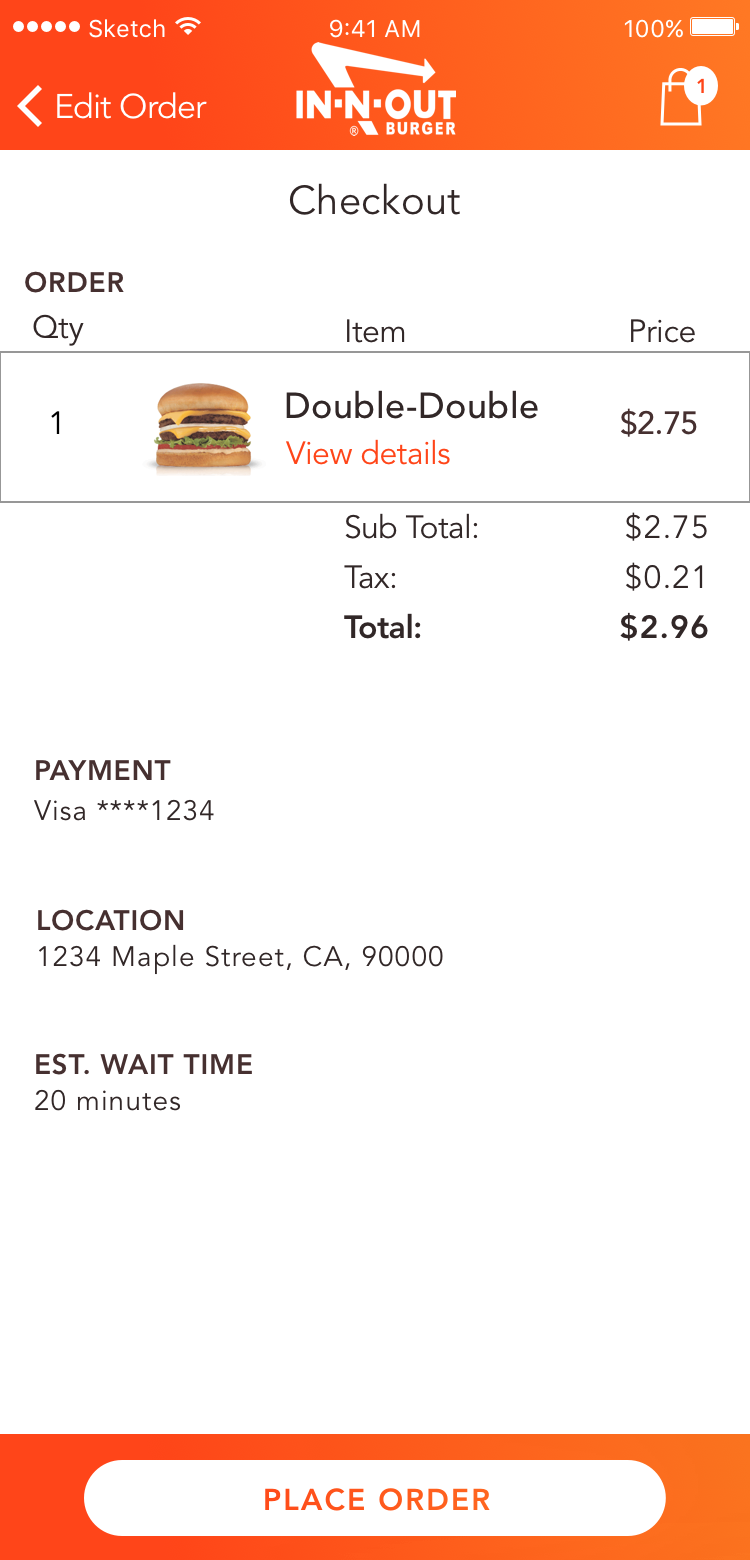 Sketch 9:41 AM 100%
Edit Order
IN-N-OUT
® BURGER
1
Checkout
ORDER
Qty Item Price
1 Double-Double $2.75
View details
Sub Total: $2.75
Tax: $0.21
Total: $2.96
PAYMENT
Visa ****1234
LOCATION
1234 Maple Street, CA, 90000
EST. WAIT TIME
20 minutes
PLACE ORDER